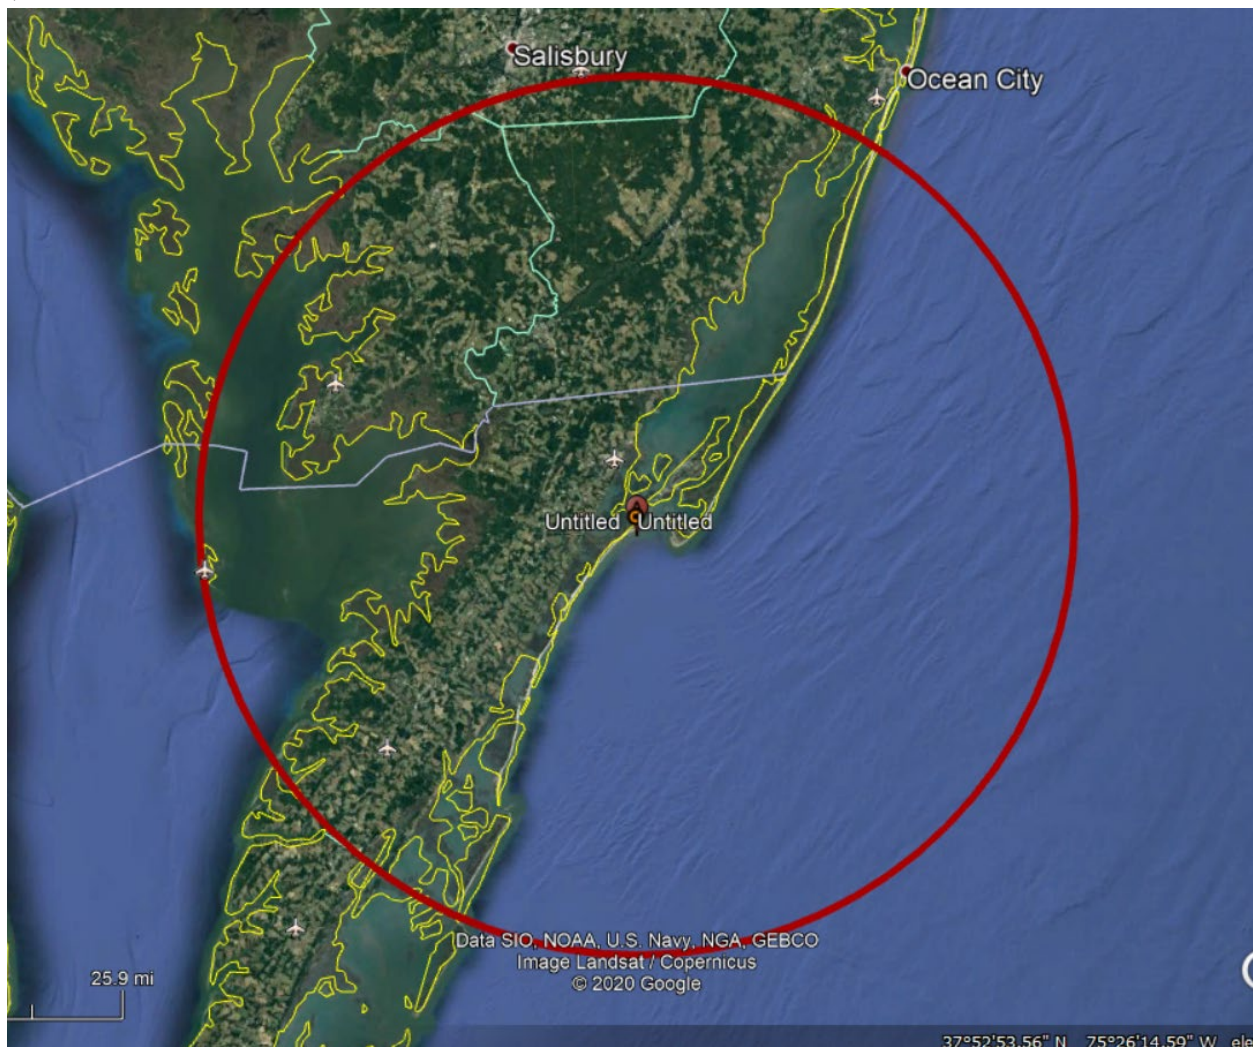 Salisbury
Ocean City
Untitled Untitled
Data SIO, NOAA, U.S. Navy, NGA, GEBCO
Image Landsat / Copernicus
© 2020 Google
25.9 mi
37°52'53.56" N 75°26'14.59" W ele